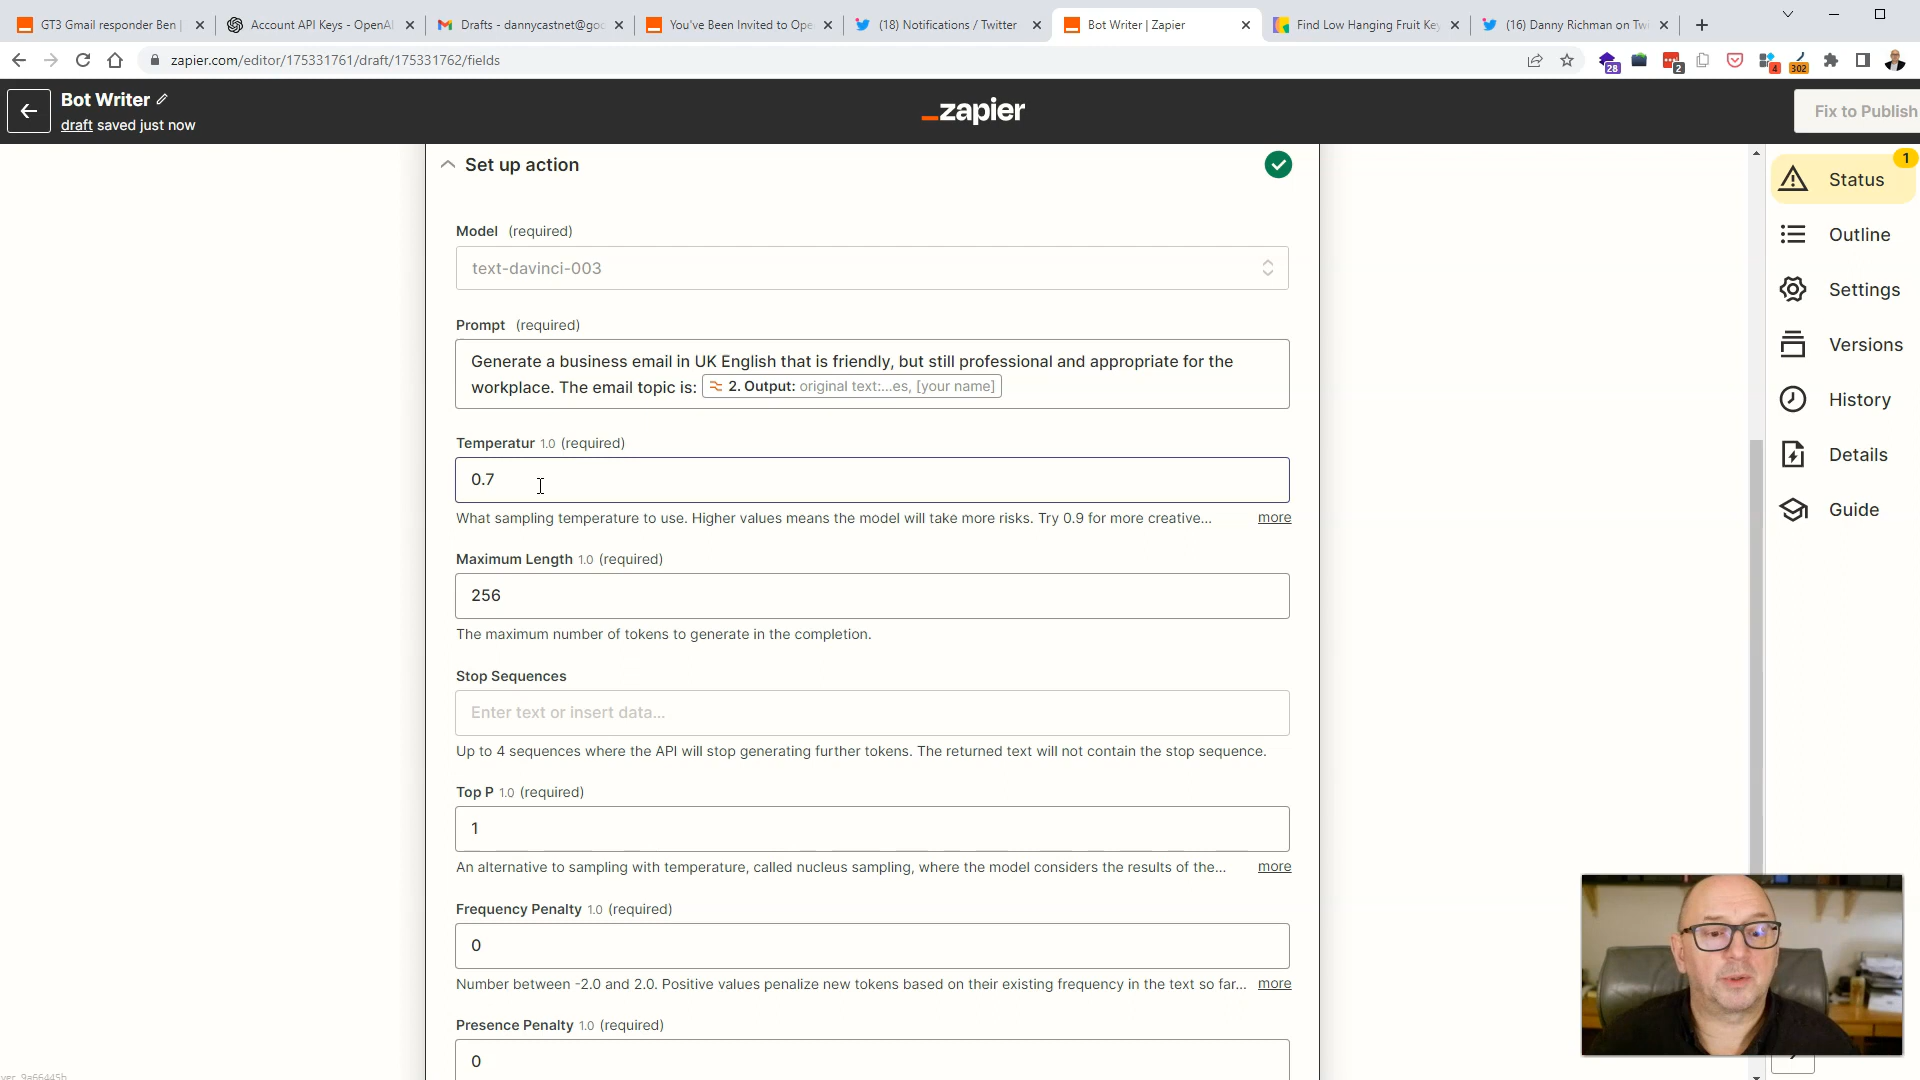 GT3 Gmail responder Ben |
Account API Keys - OpenAI
Drafts - dannycastnet@goo
You've Been Invited to Ope
(18) Notifications / Twitter
Bot Writer | Zapier
Find Low Hanging Fruit Key
(16) Danny Richman on Twi
zapier.com/editor/175331761/draft/175331762/fields
28
2
4
302
Bot Writer
draft saved just now
_zapier
Fix to Publish
Set up action
Model (required)
text-davinci-003
Prompt (required)
Generate a business email in UK English that is friendly, but still professional and appropriate for the
workplace. The email topic is: 2. Output: original text:...es, [your name]
Temperatur 1.0 (required)
0.7
What sampling temperature to use. Higher values means the model will take more risks. Try 0.9 for more creative... more
Maximum Length 1.0 (required)
256
The maximum number of tokens to generate in the completion.
Stop Sequences
Enter text or insert data...
Up to 4 sequences where the API will stop generating further tokens. The returned text will not contain the stop sequence.
Top P 1.0 (required)
1
An alternative to sampling with temperature, called nucleus sampling, where the model considers the results of the... more
Frequency Penalty 1.0 (required)
0
Number between -2.0 and 2.0. Positive values penalize new tokens based on their existing frequency in the text so far... more
Presence Penalty 1.0 (required)
0
1
Status
Outline
Settings
Versions
History
Details
Guide